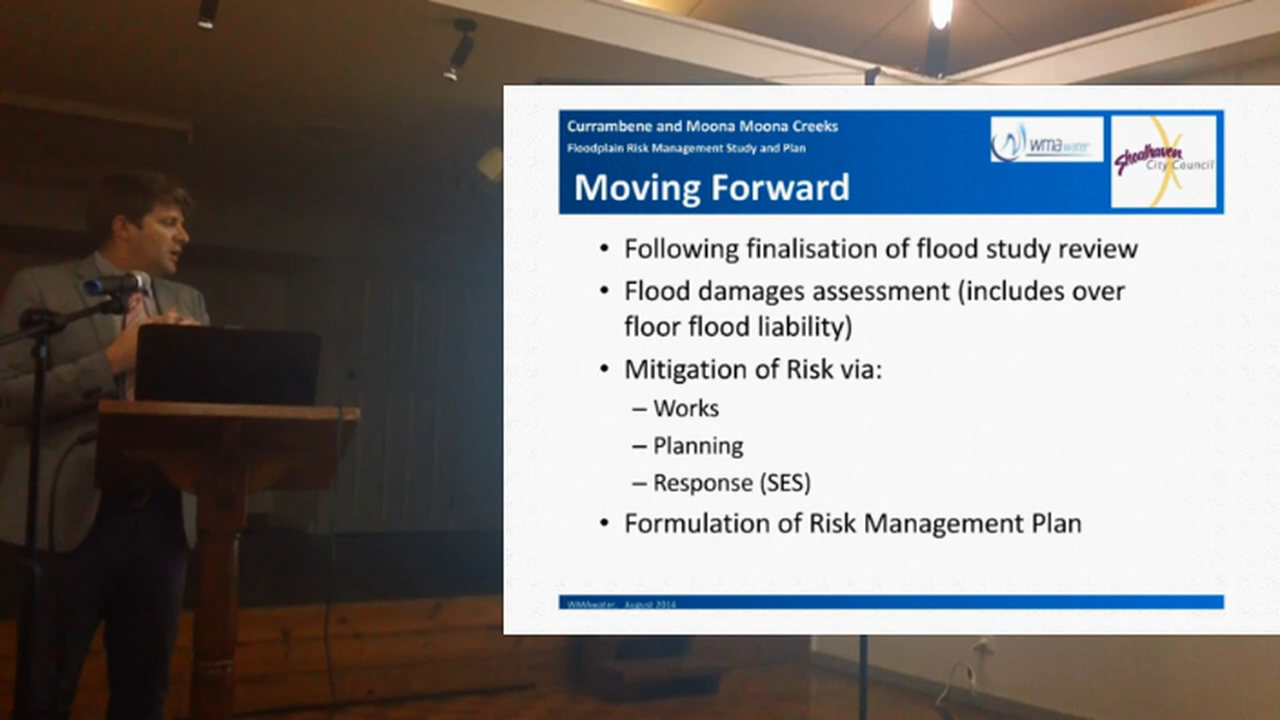 Currambene and Moona Moona Creeks
Floodplain Risk Management Study and Plan
Moving Forward
wma water
Shoalhaven
City Council
• Following finalisation of flood study review
• Flood damages assessment (includes over
floor flood liability)
• Mitigation of Risk via:
– Works
– Planning
– Response (SES)
• Formulation of Risk Management Plan
WMAwater, August 2014